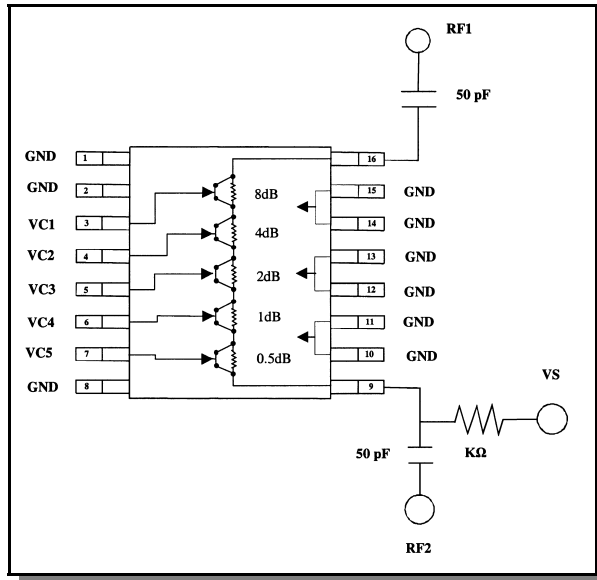 RF1
50 pF
GND 1 16
GND 2 8dB 15 GND
VC1 3 14 GND
VC2 4 4dB 13 GND
VC3 5 2dB 12 GND
VC4 6 1dB 11 GND
VC5 7 0.5dB 10 GND
GND 8 9
VS
50 pF KΩ
RF2